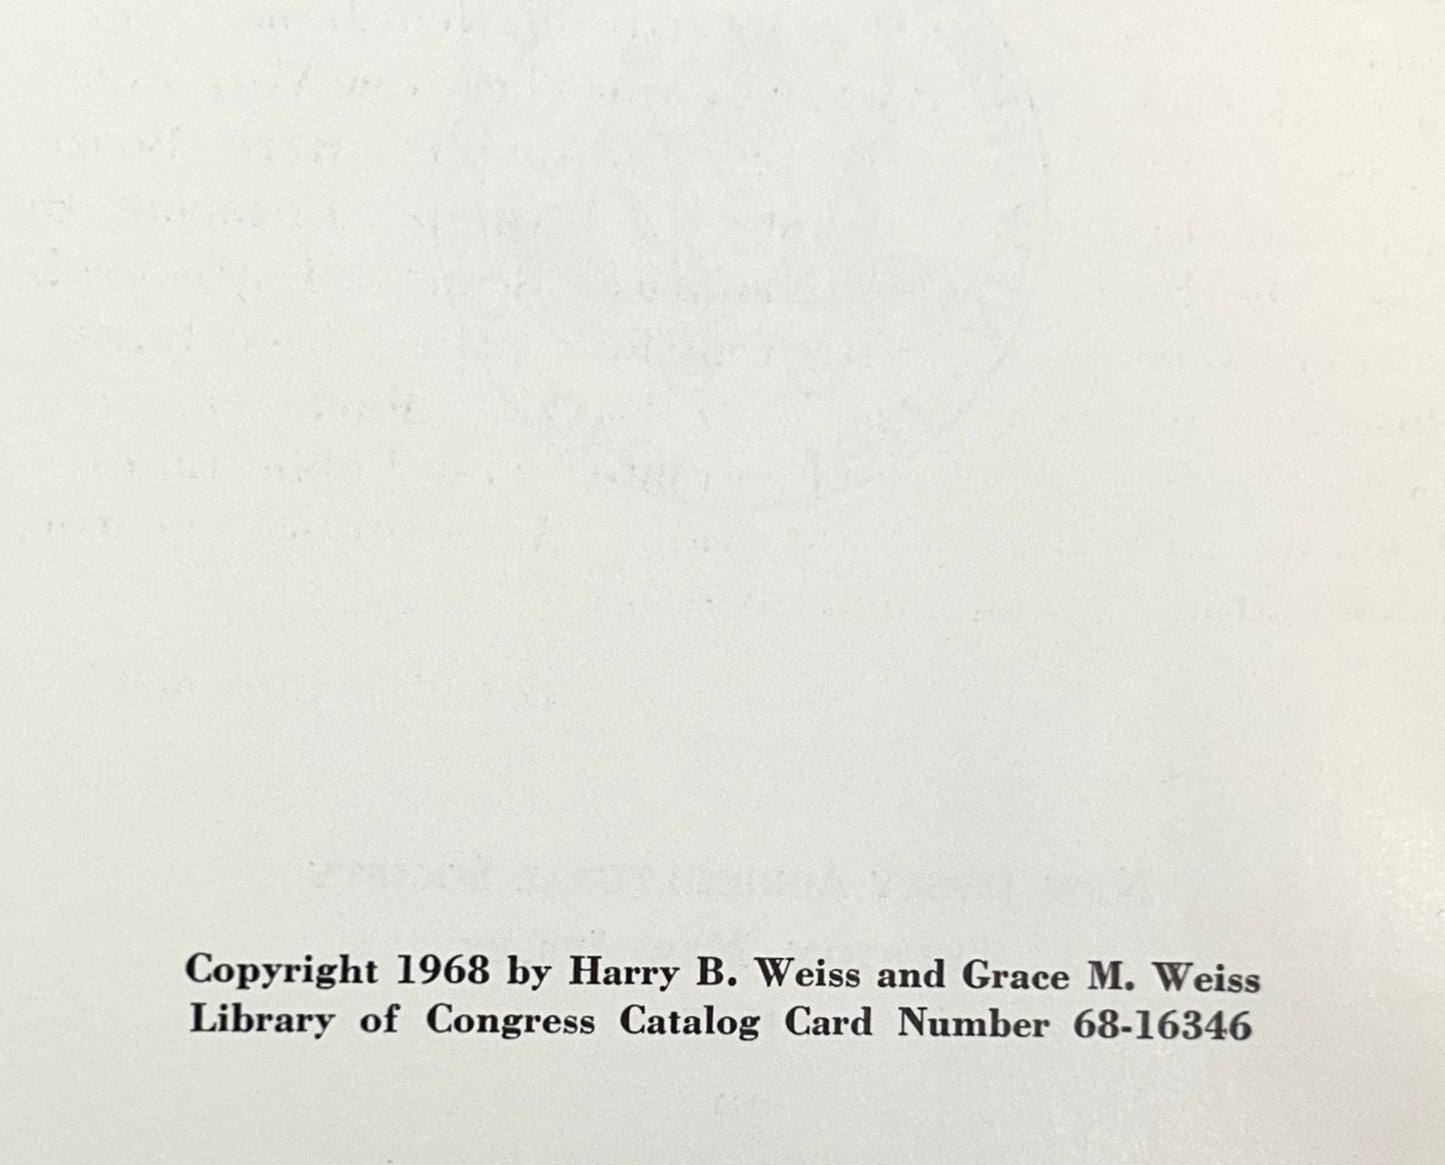 Copyright 1968 by Harry B. Weiss and Grace M. Weiss
Library of Congress Catalog Card Number 68-16346